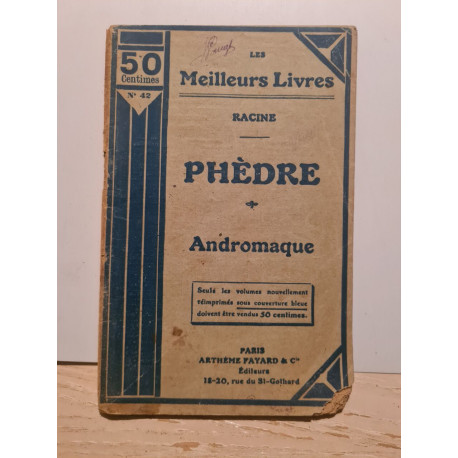 50
Centimes
N° 42
LES
Meilleurs Livres
RACINE
PHÈDRE
Andromaque
Seuls les volumes nouvellement
réimprimés sous couverture bleue
doivent être vendus 50 centimes.
PARIS
ARTHÈME FAYARD & Cie
Éditeurs
18-20, rue du St-Gothard